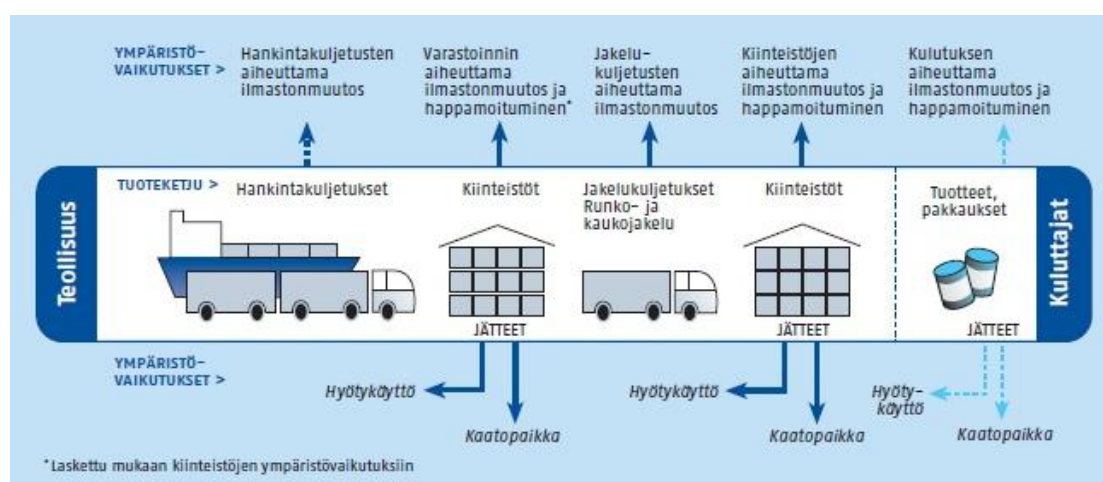 YMPÄRISTÖ-
VAIKUTUKSET >
Hankintakuljetusten
aiheuttama
ilmastonmuutos
Varastoinnin
aiheuttama
ilmastonmuutos ja
happamoituminen*
Jakelu-
kuljetusten
aiheuttama
ilmastonmuutos
Kiinteistöjen
aiheuttama
ilmastonmuutos ja
happamoituminen
Kulutuksen
aiheuttama
ilmastonmuutos ja
happamoituminen
Teollisuus
TUOTEKETJU >
Hankintakuljetukset
Kiinteistöt
Jakelukuljetukset
Runko- ja
kaukojakelu
Kiinteistöt
Tuotteet,
pakkaukset
Kuluttajat
JÄTTEET
JÄTTEET
JÄTTEET
YMPÄRISTÖ-
VAIKUTUKSET >
Hyötykäyttö
Kaatopaikka
Hyötykäyttö
Kaatopaikka
Hyöty-
käyttö
Kaatopaikka
*Laskettu mukaan kiinteistöjen ympäristövaikutuksiin